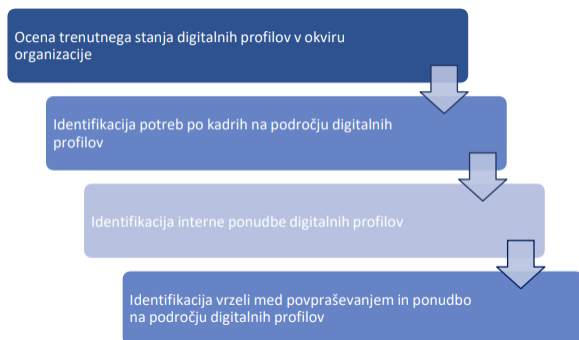 Ocena trenutnega stanja digitalnih profilov v okviru
organizacije
Identifikacija potreb po kadrih na področju digitalnih
profilov
Identifikacija interne ponudbe digitalnih profilov
Identifikacija vrzeli med povpraševanjem in ponudbo
na področju digitalnih profilov